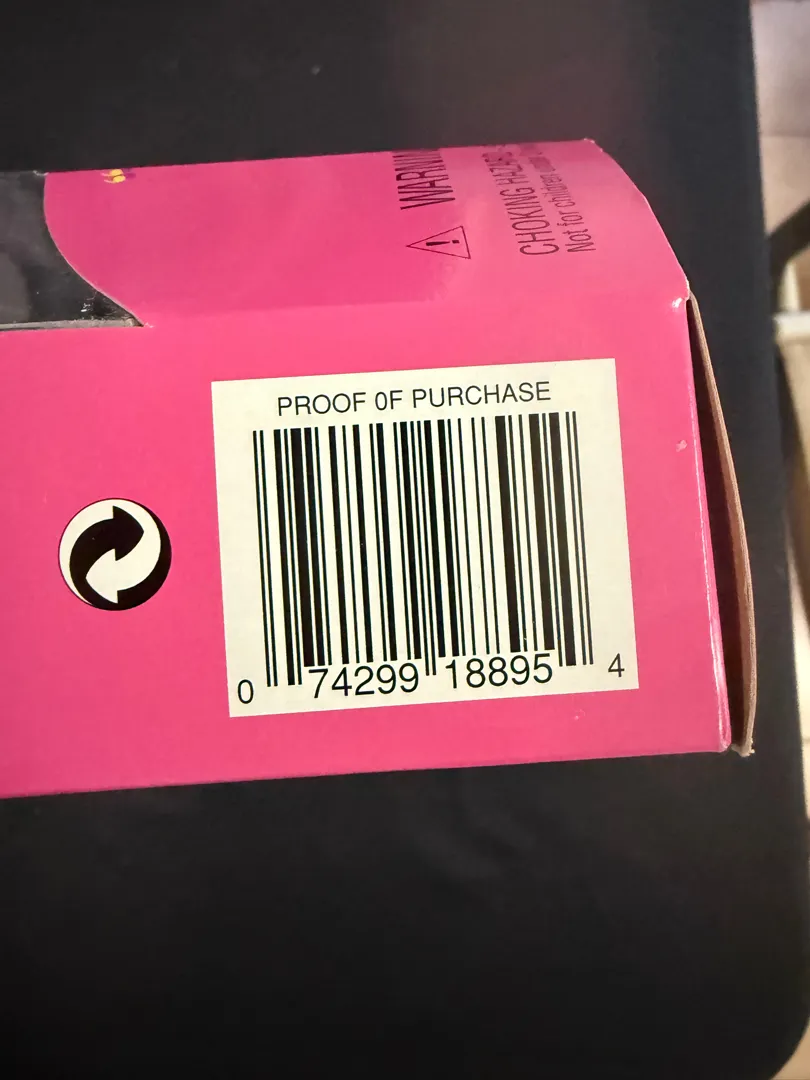 WARNI
CHOKING HAZARD
Not for children
PROOF 0F PURCHASE
0 74299 18895 4